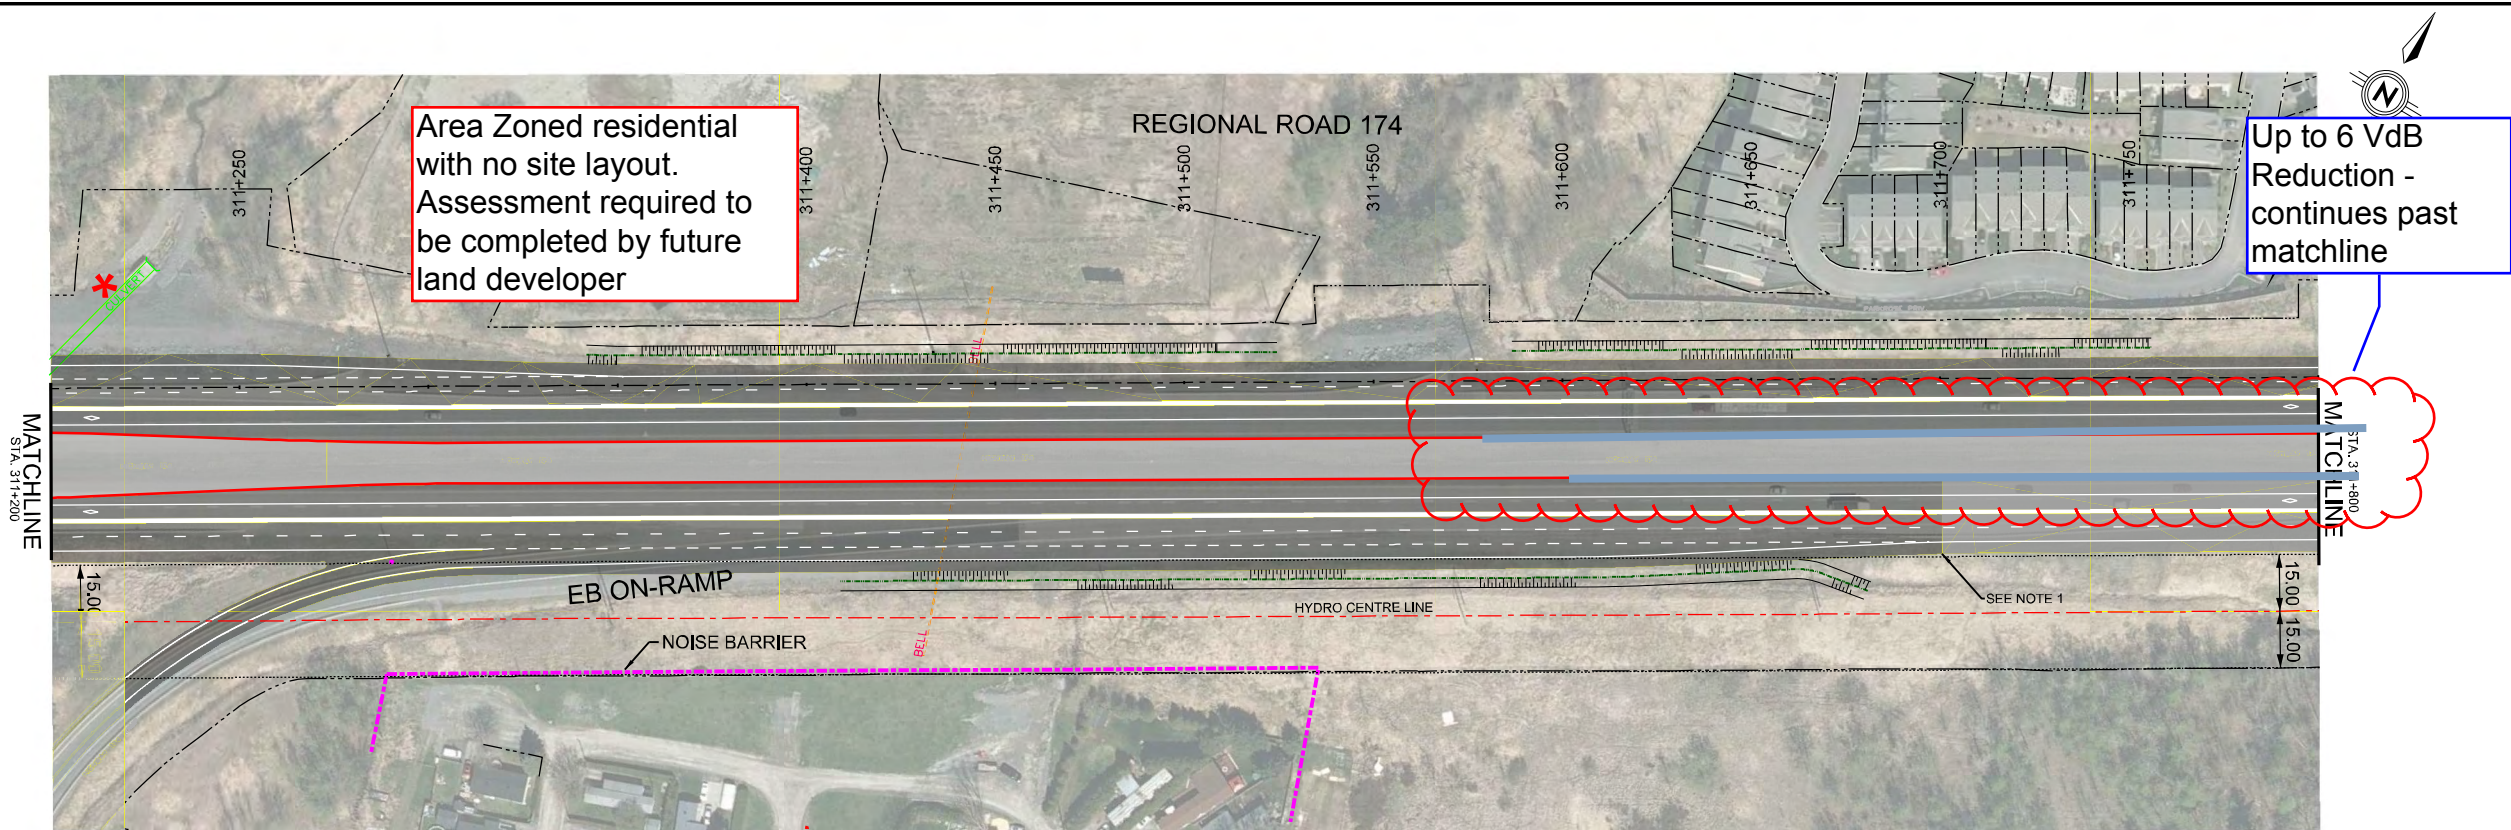 REGIONAL ROAD 174
N
Area Zoned residential
with no site layout.
Assessment required to
be completed by future
land developer
Up to 6 VdB
Reduction -
continues past
matchline
311+250
311+400
311+450
311+500
311+550
311+600
311+650
311+700
311+750
*
CULVERT
BELL
MATCHLINE
STA. 311+200
MATCHLINE
+800
EB ON-RAMP
15.00
HYDRO CENTRE LINE
SEE NOTE 1
15.00
15.00
NOISE BARRIER
BELL